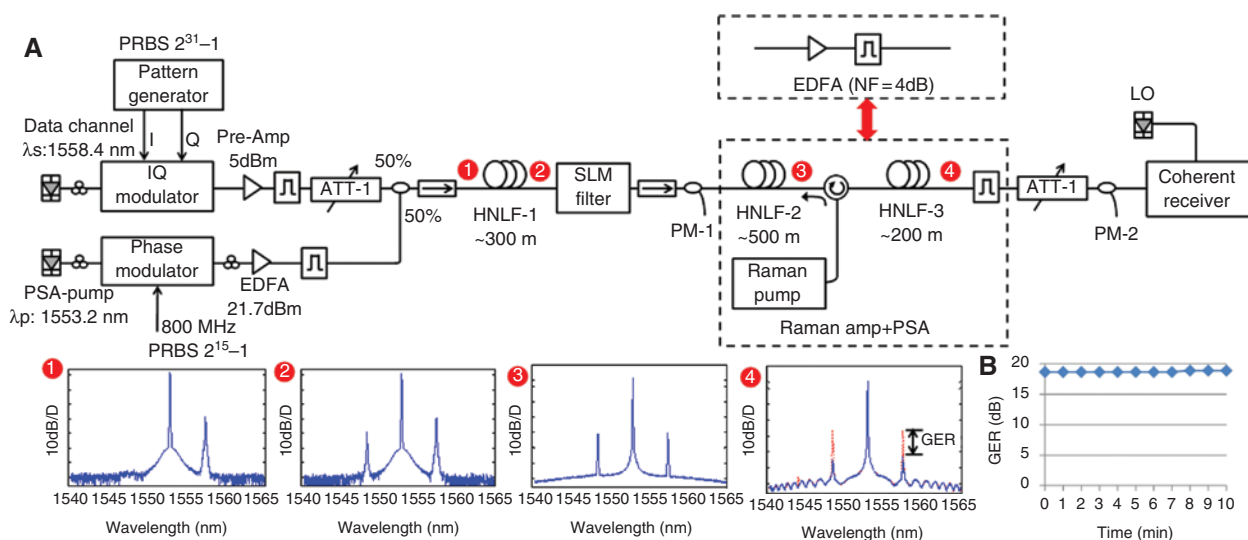 A
PRBS 2³¹–1
Pattern
generator
Data channel
λs:1558.4 nm
I
Q
IQ
modulator
Pre-Amp
5dBm
ATT-1
50%
50%
Phase
modulator
PSA-pump
λp: 1553.2 nm
800 MHz
PRBS 2¹⁵–1
EDFA
21.7dBm
1
2
HNLF-1
~300 m
SLM
filter
PM-1
EDFA (NF = 4dB)
3
HNLF-2
~500 m
Raman
pump
4
HNLF-3
~200 m
Raman amp+PSA
ATT-1
PM-2
LO
Coherent
receiver
1
10dB/D
1540 1545 1550 1555 1560 1565
Wavelength (nm)
2
10dB/D
1540 1545 1550 1555 1560 1565
Wavelength (nm)
3
10dB/D
1540 1545 1550 1555 1560 1565
Wavelength (nm)
4
10dB/D
GER
1540 1545 1550 1555 1560 1565
Wavelength (nm)
B
GER (dB)
20
15
10
5
0
0 1 2 3 4 5 6 7 8 9 10
Time (min)